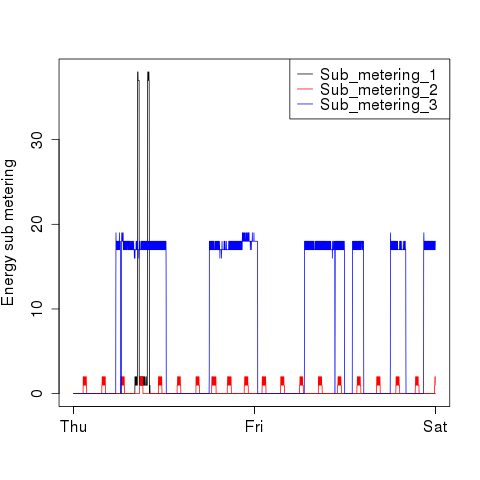 Sub_metering_1
Sub_metering_2
Sub_metering_3
Energy sub metering
30
20
10
0
Thu Fri Sat